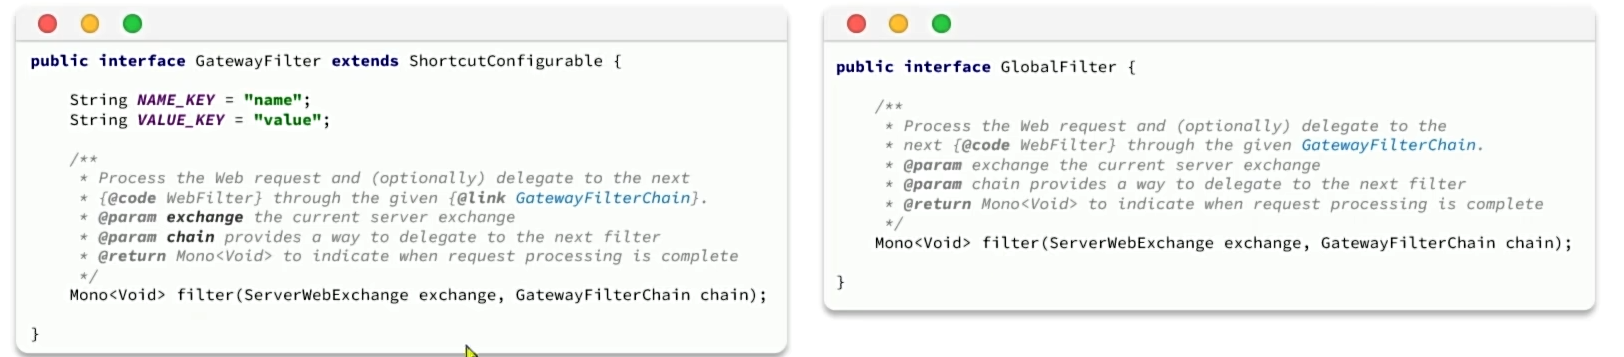 public interface GatewayFilter extends ShortcutConfigurable {
String NAME_KEY = "name";
String VALUE_KEY = "value";
/**
* Process the Web request and (optionally) delegate to the next
* {@code WebFilter} through the given {@link GatewayFilterChain}.
* @param exchange the current server exchange
* @param chain provides a way to delegate to the next filter
* @return Mono<Void> to indicate when request processing is complete
*/
Mono<Void> filter(ServerWebExchange exchange, GatewayFilterChain chain);
}
public interface GlobalFilter {
/**
* Process the Web request and (optionally) delegate to the
* next {@code WebFilter} through the given GatewayFilterChain.
* @param exchange the current server exchange
* @param chain provides a way to delegate to the next filter
* @return Mono<Void> to indicate when request processing is complete
*/
Mono<Void> filter(ServerWebExchange exchange, GatewayFilterChain chain);
}